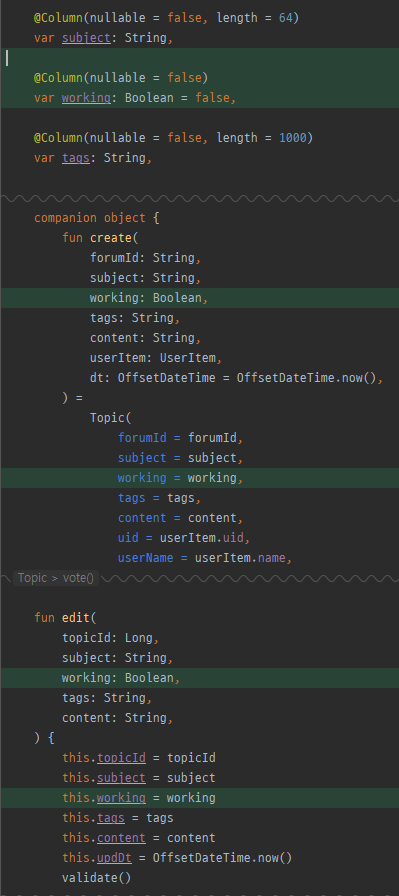 @Column(nullable = false, length = 64)
var subject: String,
@Column(nullable = false)
var working: Boolean = false,
@Column(nullable = false, length = 1000)
var tags: String,
companion object {
fun create(
forumId: String,
subject: String,
working: Boolean,
tags: String,
content: String,
userItem: UserItem,
dt: OffsetDateTime = OffsetDateTime.now(),
) =
Topic(
forumId = forumId,
subject = subject,
working = working,
tags = tags,
content = content,
uid = userItem.uid,
userName = userItem.name,
Topic > vote()
fun edit(
topicId: Long,
subject: String,
working: Boolean,
tags: String,
content: String,
) {
this.topicId = topicId
this.subject = subject
this.working = working
this.tags = tags
this.content = content
this.updDt = OffsetDateTime.now()
validate()